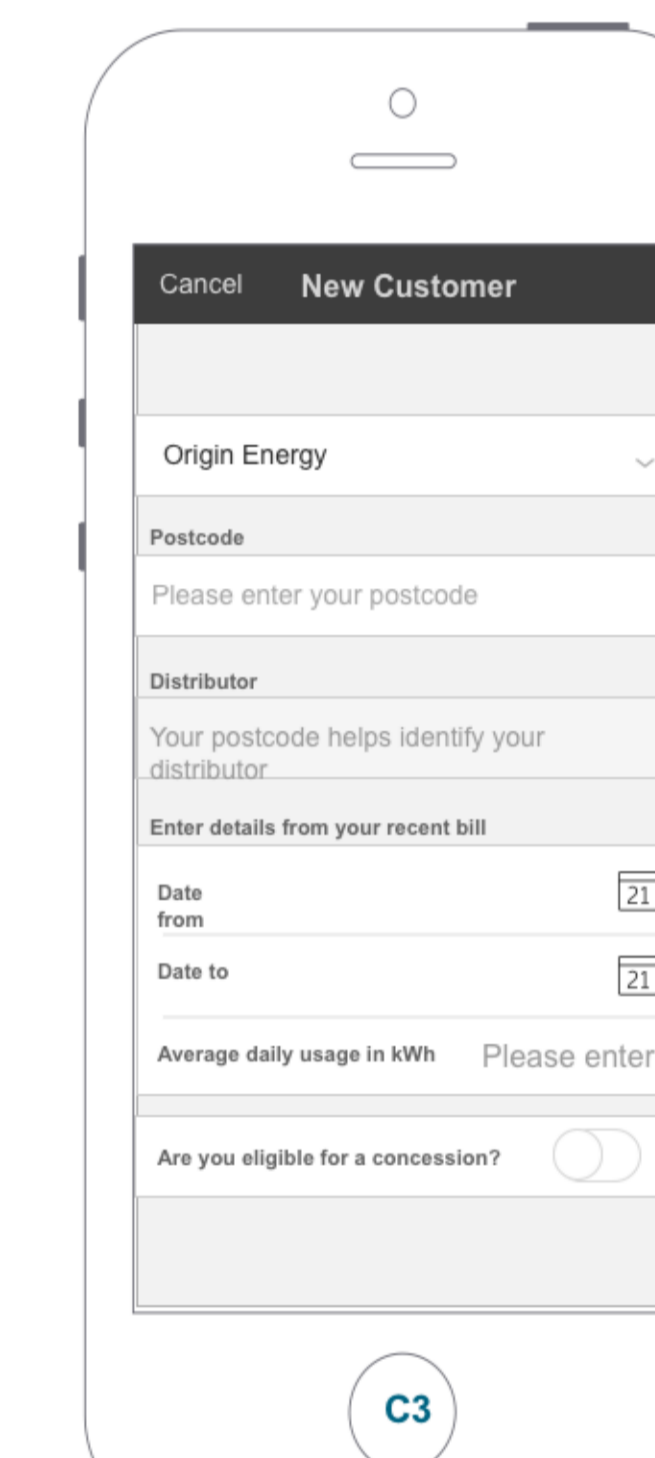 Cancel New Customer
Origin Energy
Postcode
Please enter your postcode
Distributor
Your postcode helps identify your
distributor
Enter details from your recent bill
Date
from
21
Date to
21
Average daily usage in kWh Please enter
Are you eligible for a concession?
C3